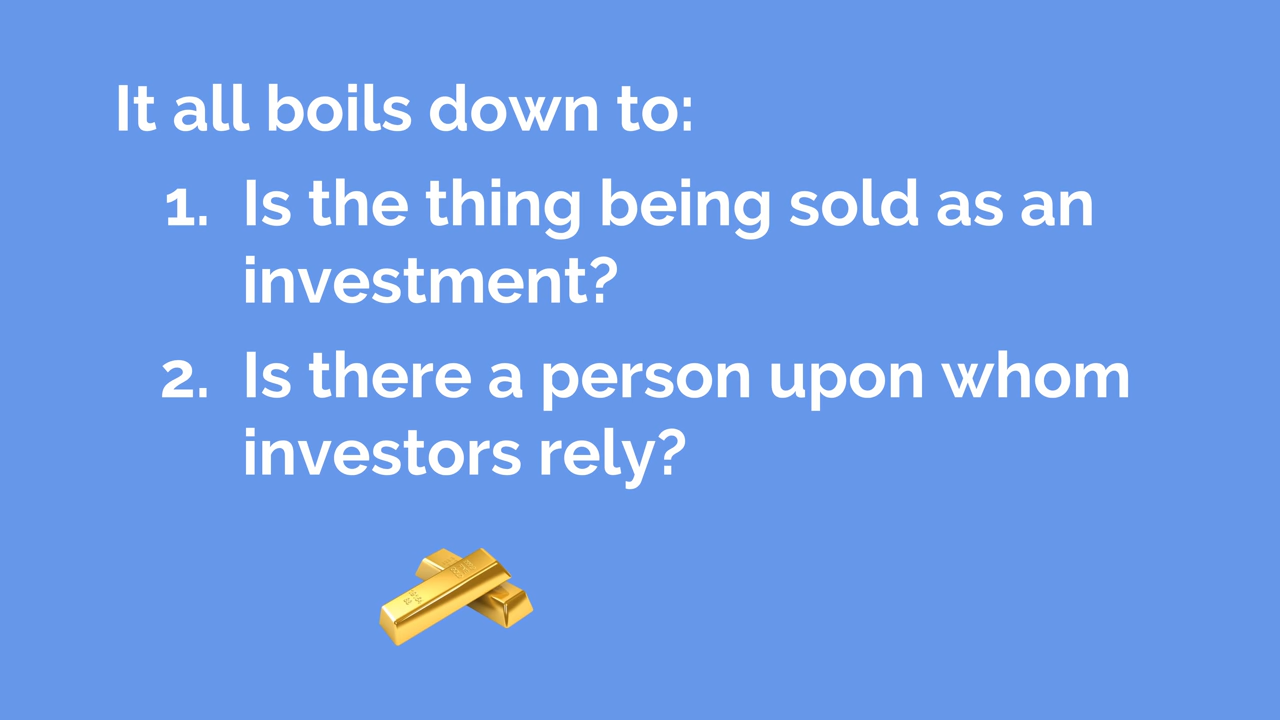 It all boils down to:
1. Is the thing being sold as an
investment?
2. Is there a person upon whom
investors rely?